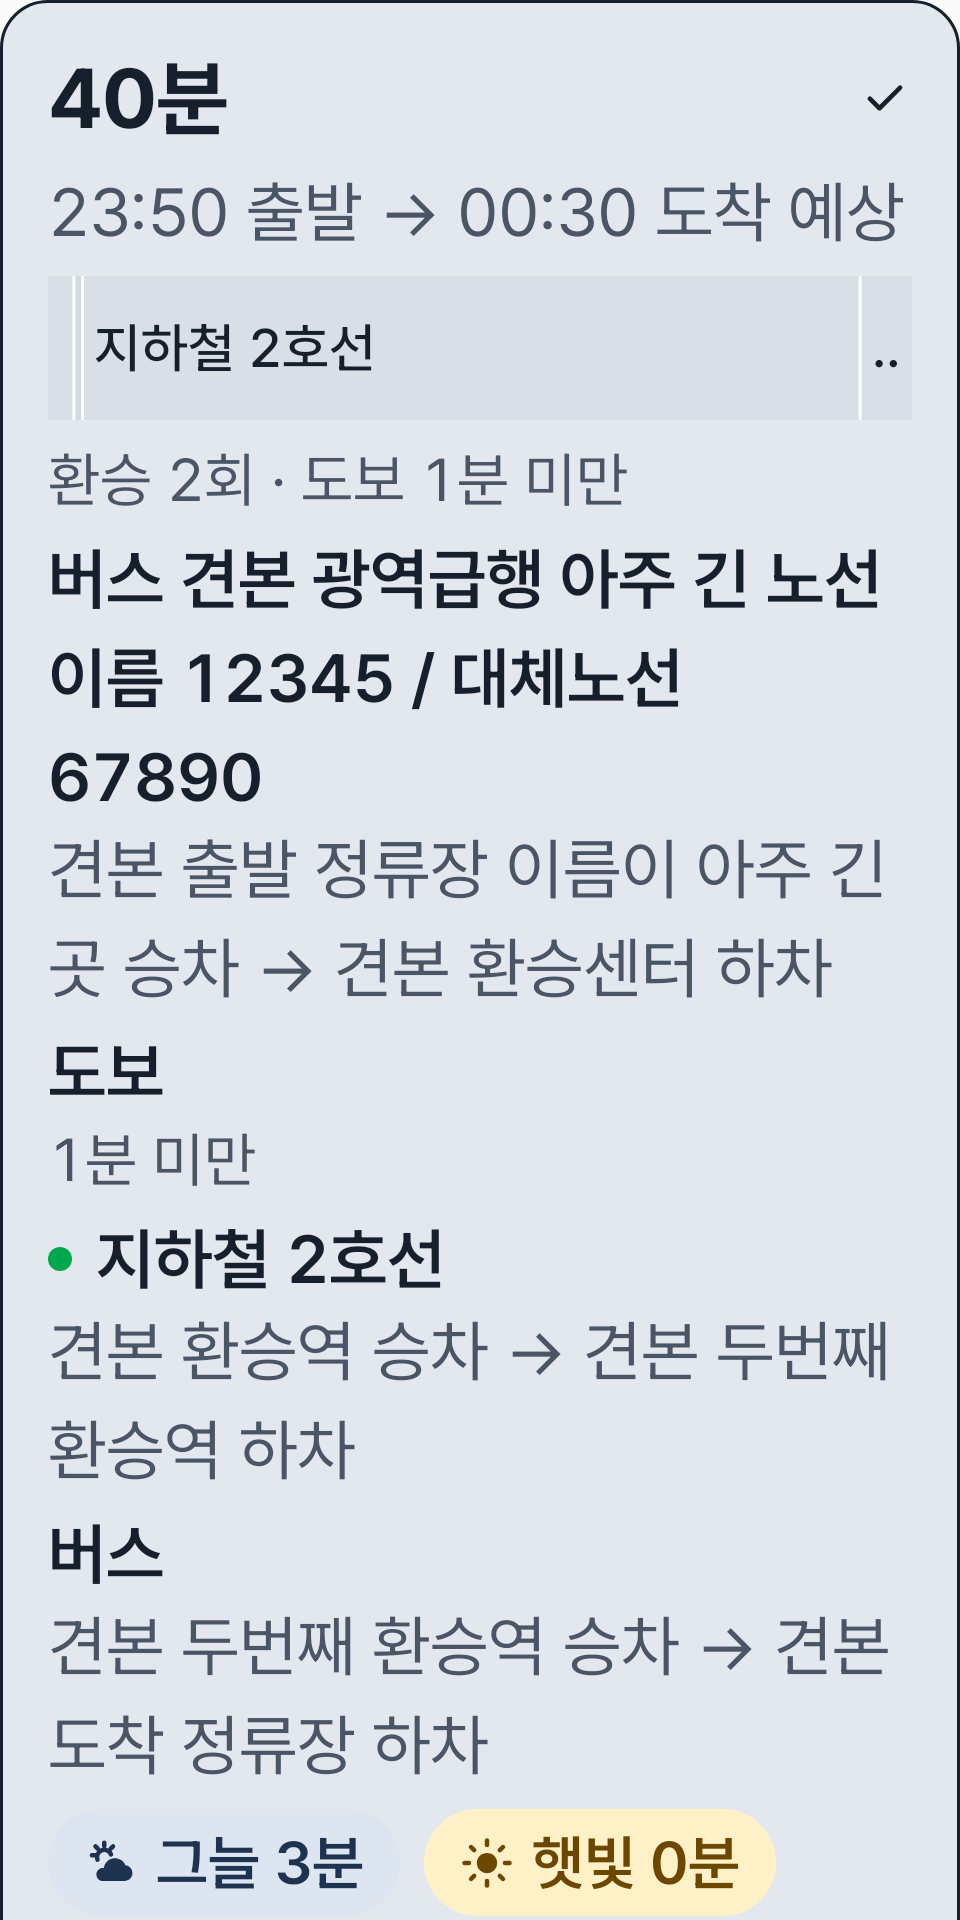 40분
23:50 출발 → 00:30 도착 예상
지하철 2호선
..
환승 2회 · 도보 1분 미만
버스 견본 광역급행 아주 긴 노선
이름 12345 / 대체노선
67890
견본 출발 정류장 이름이 아주 긴
곳 승차 → 견본 환승센터 하차
도보
1분 미만
지하철 2호선
견본 환승역 승차 → 견본 두번째
환승역 하차
버스
견본 두번째 환승역 승차 → 견본
도착 정류장 하차
그늘 3분
햇빛 0분